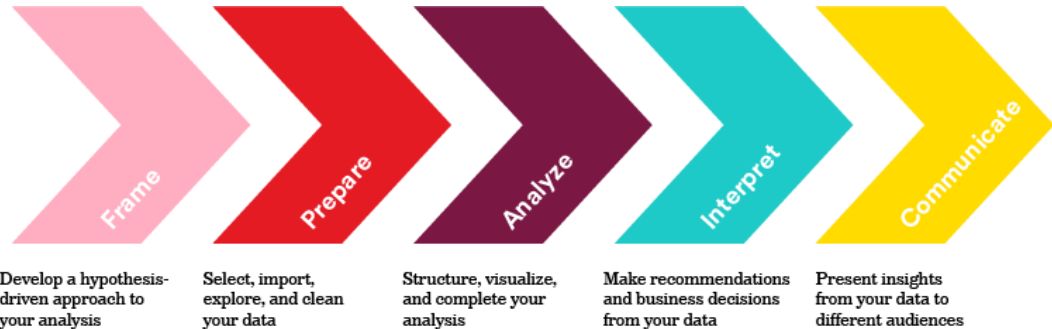 Frame
Develop a hypothesis-
driven approach to
your analysis
Prepare
Select, import,
explore, and clean
your data
Analyze
Structure, visualize,
and complete your
analysis
Interpret
Make recommendations
and business decisions
from your data
Communicate
Present insights
from your data to
different audiences